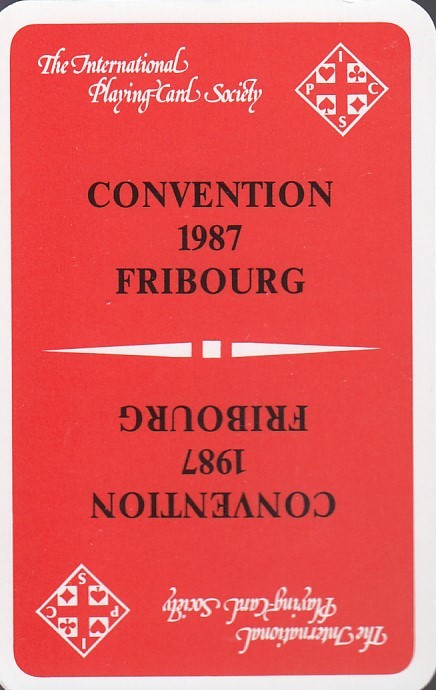 The International
Playing-Card Society
I
P C
S
CONVENTION
1987
FRIBOURG
FRIBOURG
1987
CONVENTION
S
C P
I
Playing-Card Society
The International